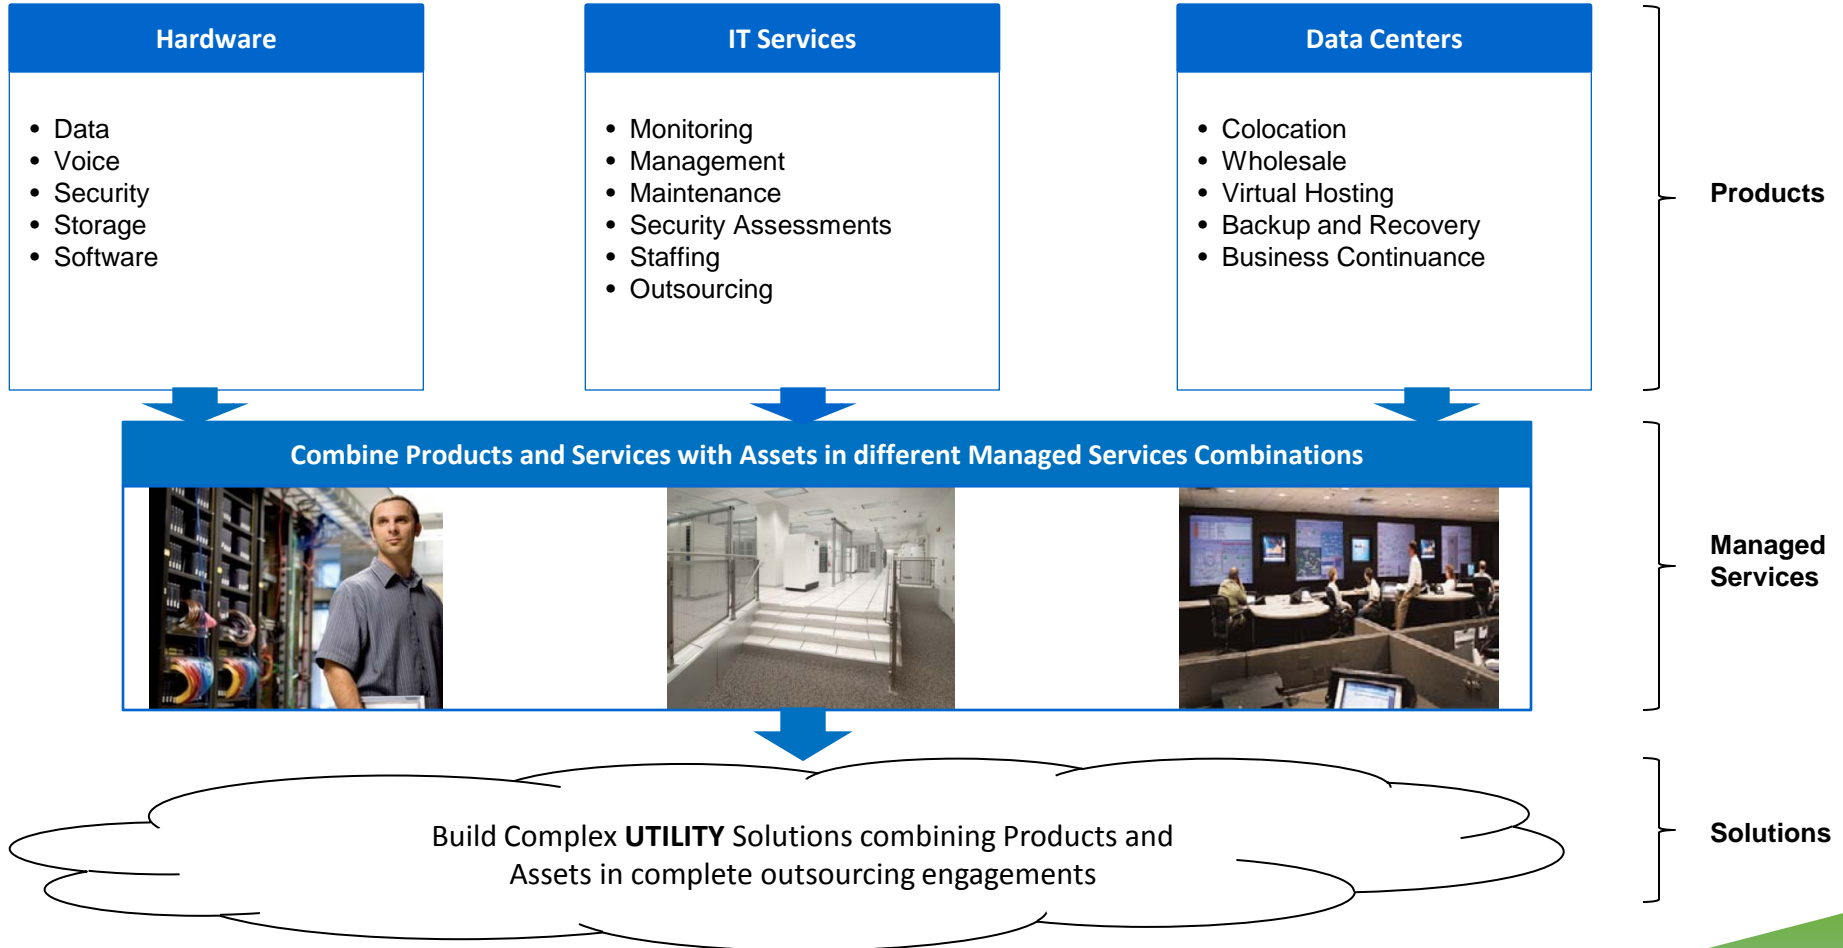 Hardware
• Data
• Voice
• Security
• Storage
• Software
IT Services
• Monitoring
• Management
• Maintenance
• Security Assessments
• Staffing
• Outsourcing
Data Centers
• Colocation
• Wholesale
• Virtual Hosting
• Backup and Recovery
• Business Continuance
Products
Combine Products and Services with Assets in different Managed Services Combinations
Managed
Services
Build Complex UTILITY Solutions combining Products and
Assets in complete outsourcing engagements
Solutions